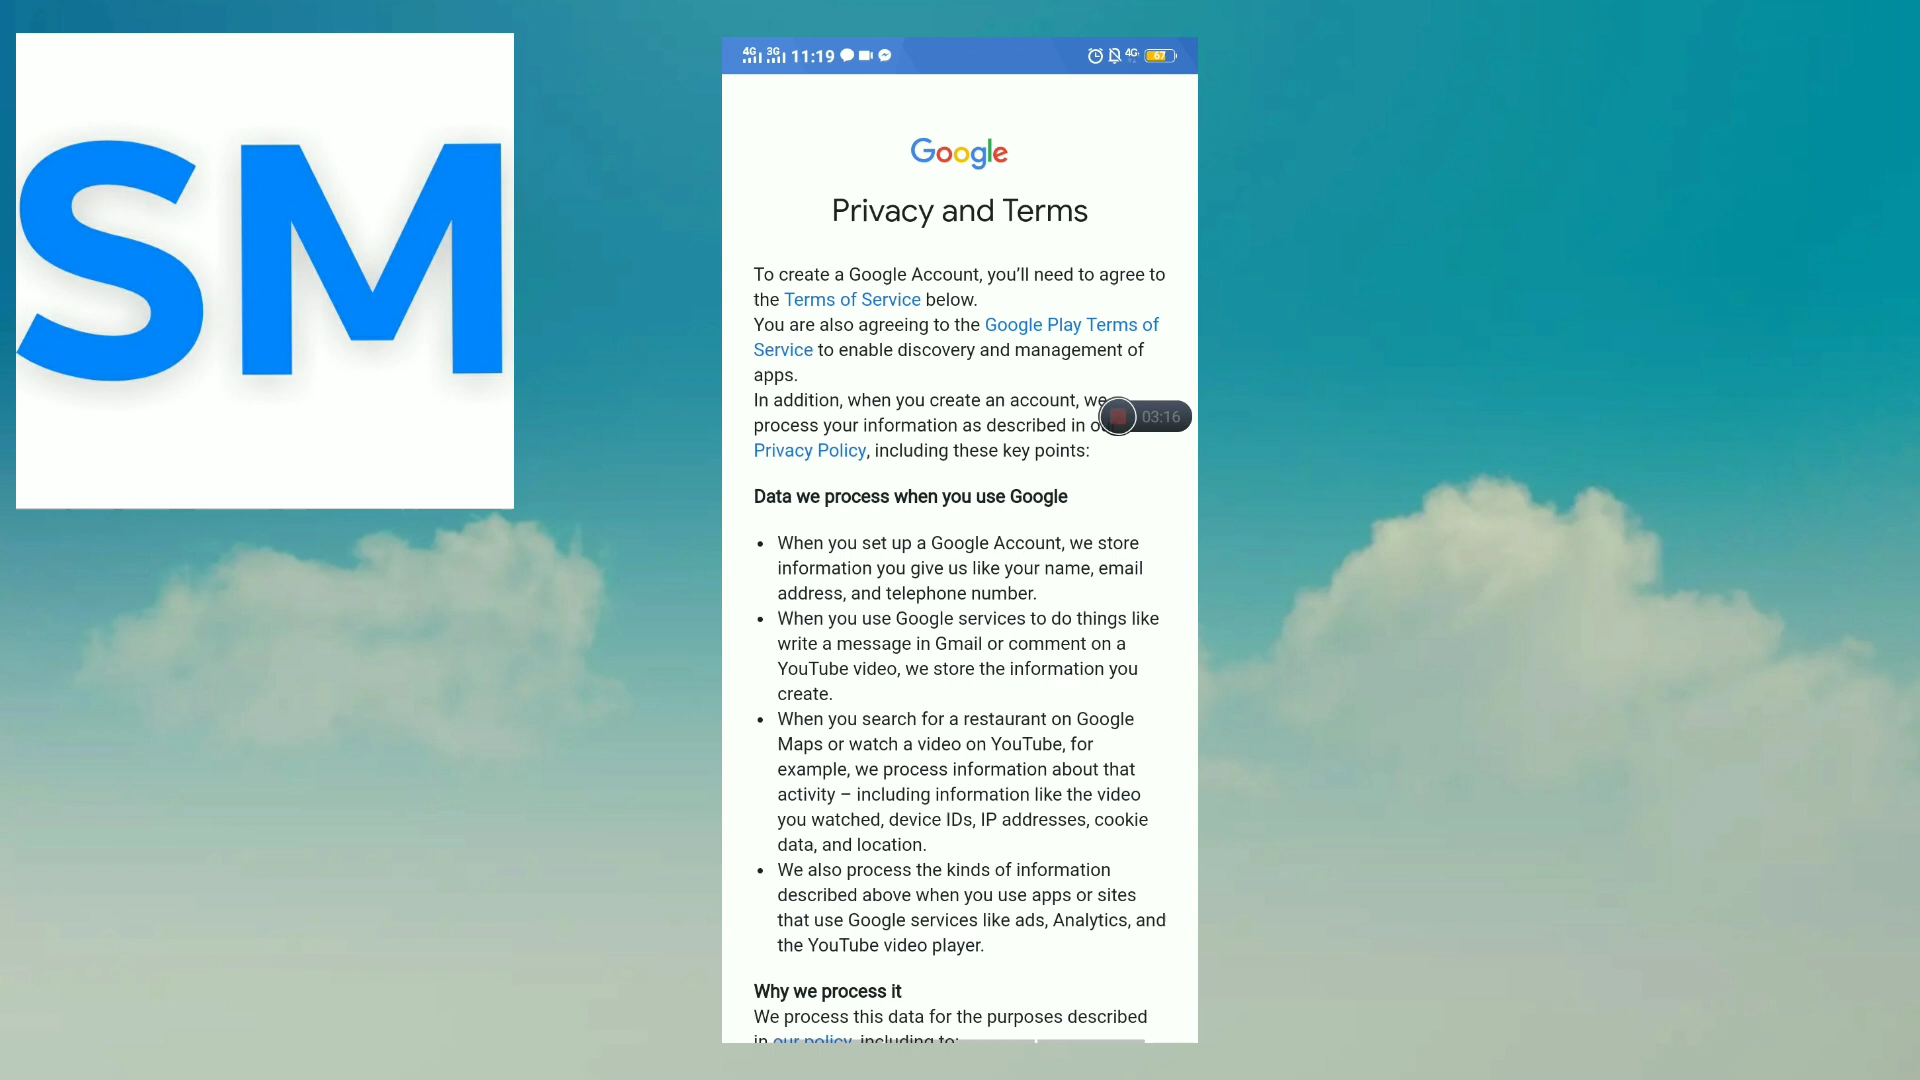 SM
4G 3G 11:19 4G 67
Google
Privacy and Terms
To create a Google Account, you’ll need to agree to
the Terms of Service below.
You are also agreeing to the Google Play Terms of
Service to enable discovery and management of
apps.
In addition, when you create an account, we
process your information as described in
03:16
Privacy Policy, including these key points:
Data we process when you use Google
• When you set up a Google Account, we store
information you give us like your name, email
address, and telephone number.
• When you use Google services to do things like
write a message in Gmail or comment on a
YouTube video, we store the information you
create.
• When you search for a restaurant on Google
Maps or watch a video on YouTube, for
example, we process information about that
activity – including information like the video
you watched, device IDs, IP addresses, cookie
data, and location.
• We also process the kinds of information
described above when you use apps or sites
that use Google services like ads, Analytics, and
the YouTube video player.
Why we process it
We process this data for the purposes described
in our policy, including to: